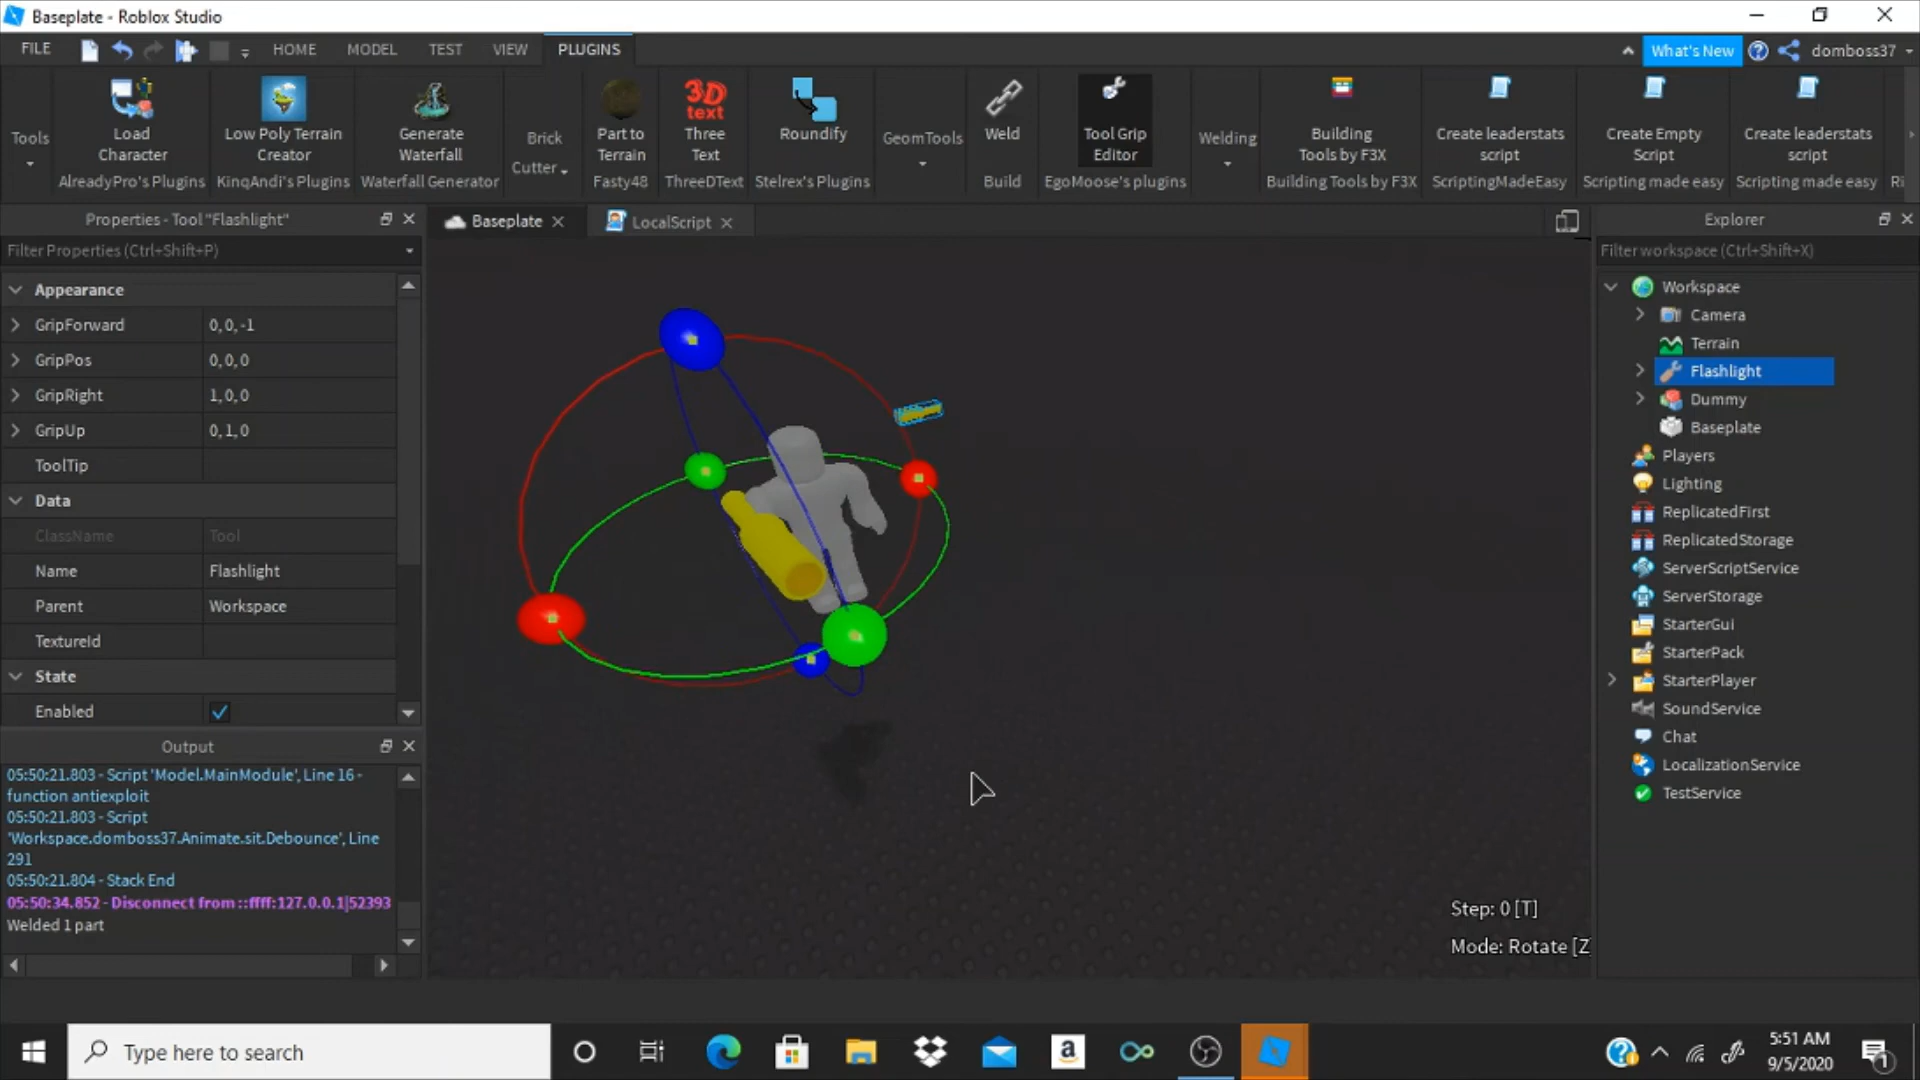 Baseplate - Roblox Studio
FILE
HOME
MODEL
TEST
VIEW
PLUGINS
What's New
domboss37
Tools
Load
Character
AlreadyPro's Plugins
Low Poly Terrain
Creator
KinqAndi's Plugins
Generate
Waterfall
Waterfall Generator
Brick
Cutter
Part to
Terrain
Fasty48
3D
text
Three
Text
ThreeDText
Roundify
Stelrex's Plugins
GeomTools
Weld
Build
Tool Grip
Editor
EgoMoose's plugins
Welding
Building
Tools by F3X
Building Tools by F3X
Create leaderstats
script
ScriptingMadeEasy
Create Empty
Script
Scripting made easy
Create leaderstats
script
Scripting made easy
Ri
Properties - Tool "Flashlight"
Filter Properties (Ctrl+Shift+P)
Appearance
GripForward 0,0,-1
GripPos 0,0,0
GripRight 1,0,0
GripUp 0,1,0
ToolTip
Data
ClassName Tool
Name Flashlight
Parent Workspace
TextureId
State
Enabled
Output
05:50:21.803 - Script 'Model.MainModule', Line 16 -
function antiexploit
05:50:21.803 - Script
'Workspace.domboss37.Animate.sit.Debounce', Line
291
05:50:21.804 - Stack End
05:50:34.852 - Disconnect from ::ffff:127.0.0.1|52393
Welded 1 part
Baseplate
LocalScript
Step: 0 [T]
Mode: Rotate [Z
Explorer
Filter workspace (Ctrl+Shift+X)
Workspace
Camera
Terrain
Flashlight
Dummy
Baseplate
Players
Lighting
ReplicatedFirst
ReplicatedStorage
ServerScriptService
ServerStorage
StarterGui
StarterPack
StarterPlayer
SoundService
Chat
LocalizationService
TestService
Type here to search
a
5:51 AM
9/5/2020
1